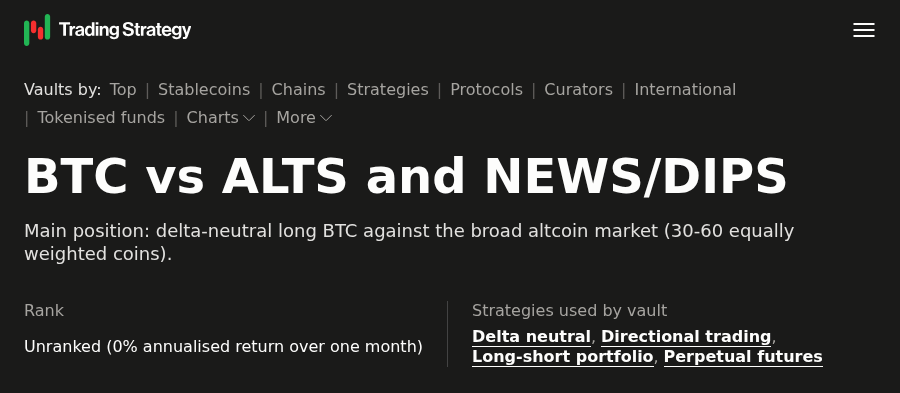 Trading Strategy
Vaults by: Top | Stablecoins | Chains | Strategies | Protocols | Curators | International
| Tokenised funds | Charts | More
BTC vs ALTS and NEWS/DIPS
Main position: delta-neutral long BTC against the broad altcoin market (30-60 equally
weighted coins).
Rank
Unranked (0% annualised return over one month)
Strategies used by vault
Delta neutral, Directional trading,
Long-short portfolio, Perpetual futures